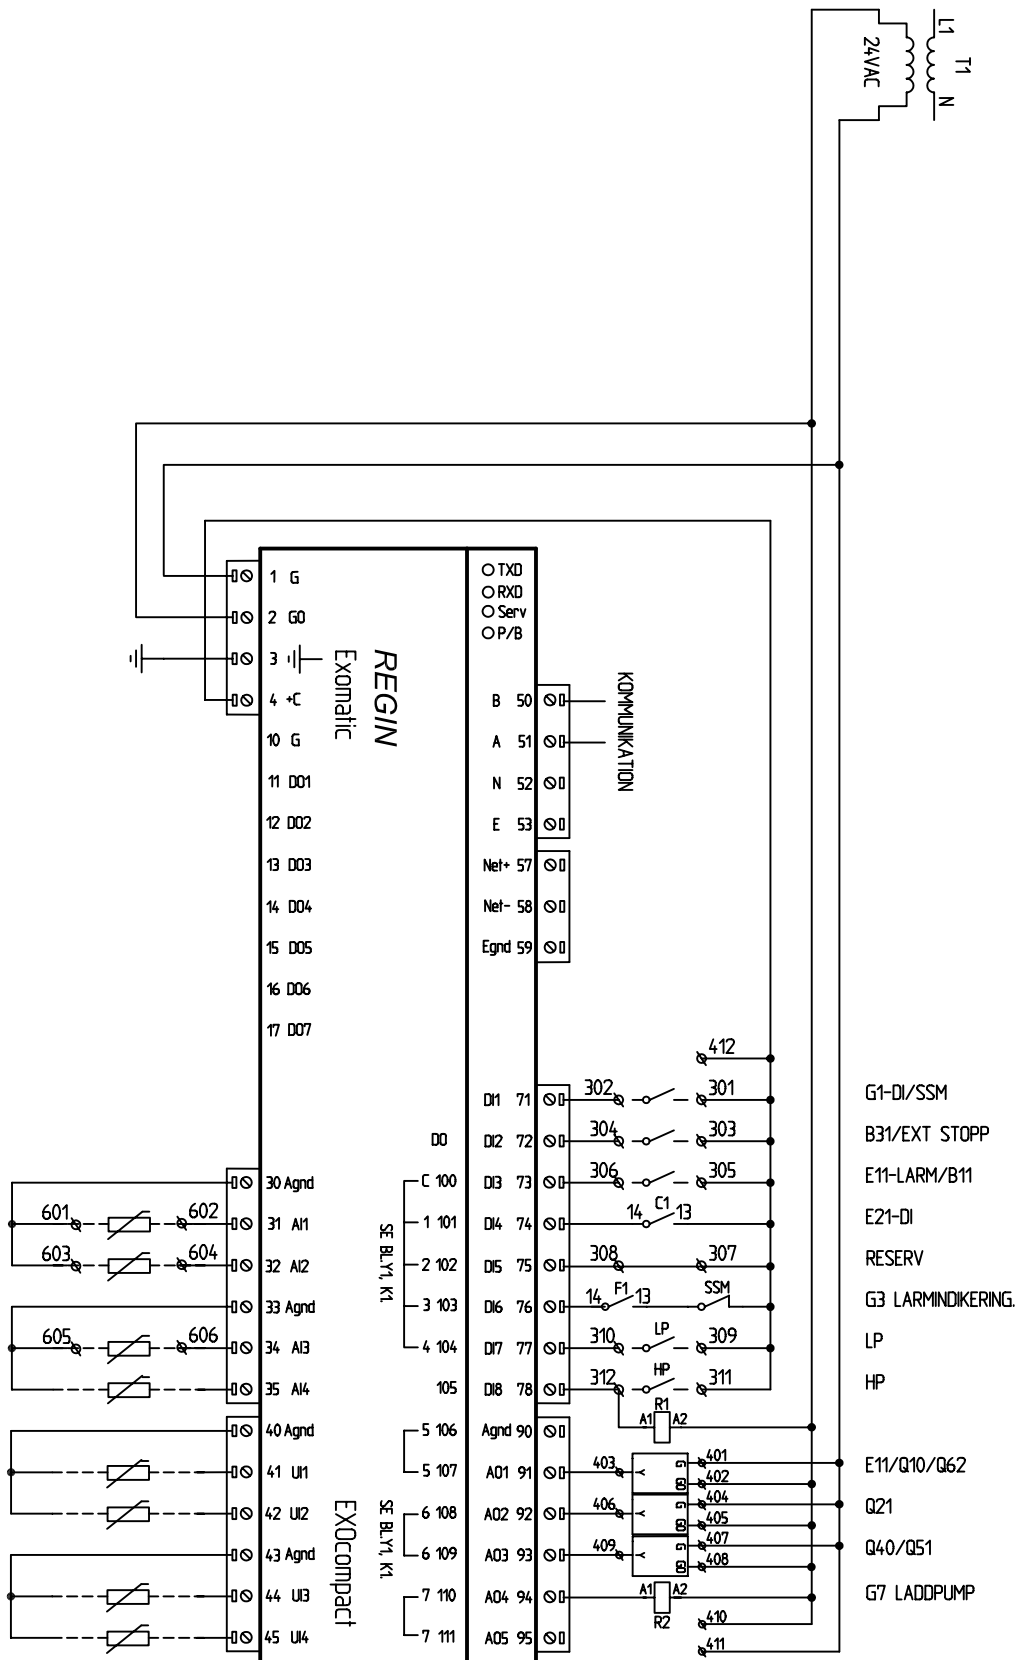 L1
T1
24VAC
N
1 G
2 G0
3
4 +C
10 G
11 DO1
12 DO2
13 DO3
14 DO4
15 DO5
16 DO6
17 DO7
REGIN
Exomatic
TXD
RXD
Serv
P/B
B 50
A 51
N 52
E 53
KOMMUNIKATION
Net+ 57
Net- 58
Egnd 59
412
DI1 71 302 301 G1-DI/SSM
DO
DI2 72 304 303 B31/EXT STOPP
30 Agnd
C 100
DI3 73 306 305 E11-LARM/B11
601 602 31 AI1
1 101
DI4 74 14 C1 13 E21-DI
603 604 32 AI2
2 102
DI5 75 308 307 RESERV
33 Agnd
3 103
DI6 76 14 F1 13 SSM G3 LARMINDIKERING.
605 606 34 AI3
4 104
DI7 77 310 LP 309 LP
35 AI4
105
DI8 78 312 HP 311 HP
SE BL.Y1, K1.
A1 R1 A2
40 Agnd
5 106
Agnd 90
41 UI1
5 107
AO1 91 403 Y G 401 G0 402 E11/Q10/Q62
42 UI2
6 108
AO2 92 406 Y G 404 G0 405 Q21
43 Agnd
6 109
AO3 93 409 Y G 407 G0 408 Q40/Q51
44 UI3
7 110
AO4 94 A1 R2 A2 G7 LADDPUMP
45 UI4
7 111
AO5 95
410
411
SE BL.Y1, K1.
EXOcompact